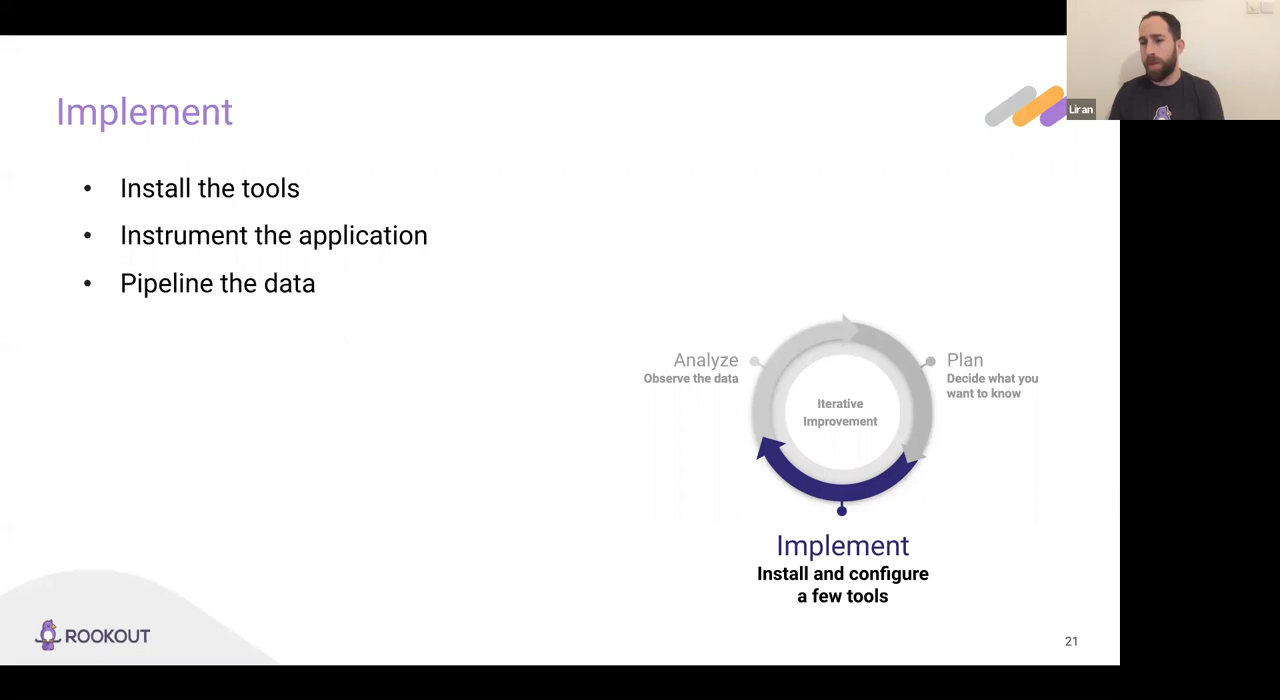 Implement
Liran
• Install the tools
• Instrument the application
• Pipeline the data
Analyze
Observe the data
Plan
Decide what you
want to know
Iterative
Improvement
Implement
Install and configure
a few tools
ROOKOUT
21